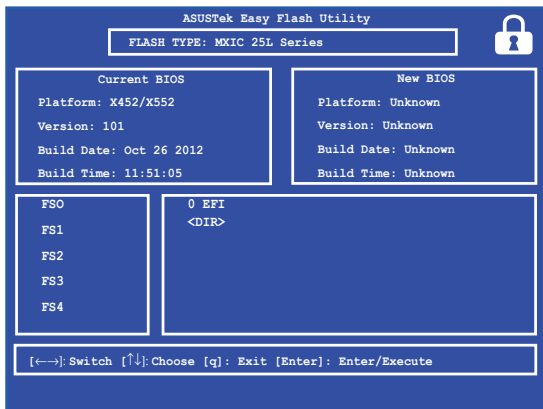 ASUSTek Easy Flash Utility
FLASH TYPE: MXIC 25L Series
Current BIOS
Platform: X452/X552
Version: 101
Build Date: Oct 26 2012
Build Time: 11:51:05
New BIOS
Platform: Unknown
Version: Unknown
Build Date: Unknown
Build Time: Unknown
FSO
FS1
FS2
FS3
FS4
0 EFI
<DIR>
[←→]: Switch [↑↓]: Choose [q]: Exit [Enter]: Enter/Execute